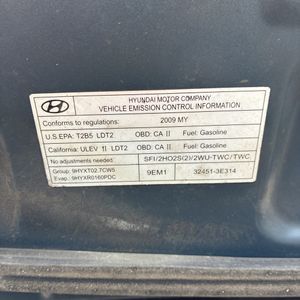 HYUNDAI MOTOR COMPANY
VEHICLE EMISSION CONTROL INFORMATION
Conforms to regulations: 2009 MY
U.S.EPA: T2B5 LDT2 OBD: CA II Fuel: Gasoline
California: ULEV II LDT2 OBD: CA II Fuel: Gasoline
No adjustments needed. SFI/2HO2S(2)/2WU-TWC/TWC
Group: 9HYXT02.7CW5 9EM1 32451-3E314
Evap: 9HYXR0160PDC